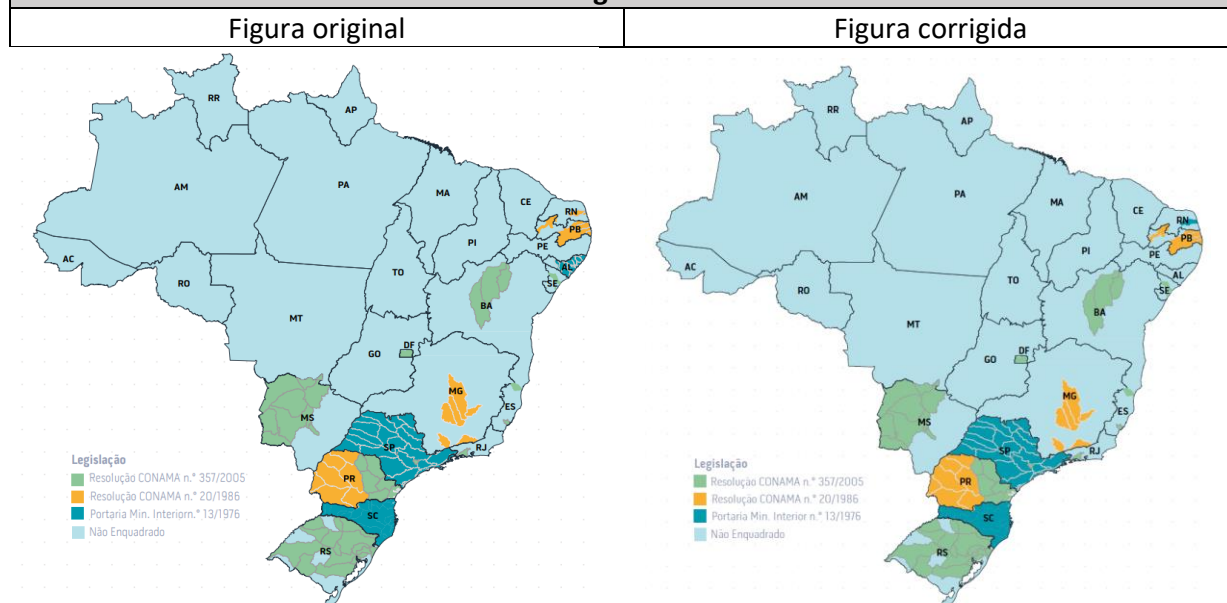 Figura original
Figura corrigida
RR
AP
AM
PA
MA
CE
RN
PB
PI
PE
AC
AL
TO
SE
RO
BA
MT
DF
GO
MG
MS
ES
SP
RJ
PR
SC
RS
Legislação
Resolução CONAMA n.° 357/2005
Resolução CONAMA n.° 20/1986
Portaria Min. Interiorn.° 13/1976
Não Enquadrado
RR
AP
AM
PA
MA
CE
RN
PB
PI
PE
AC
AL
TO
SE
RO
BA
MT
DF
GO
MG
MS
ES
SP
RJ
PR
SC
RS
Legislação
Resolução CONAMA n.° 357/2005
Resolução CONAMA n.° 20/1986
Portaria Min. Interior n.° 13/1976
Não Enquadrado